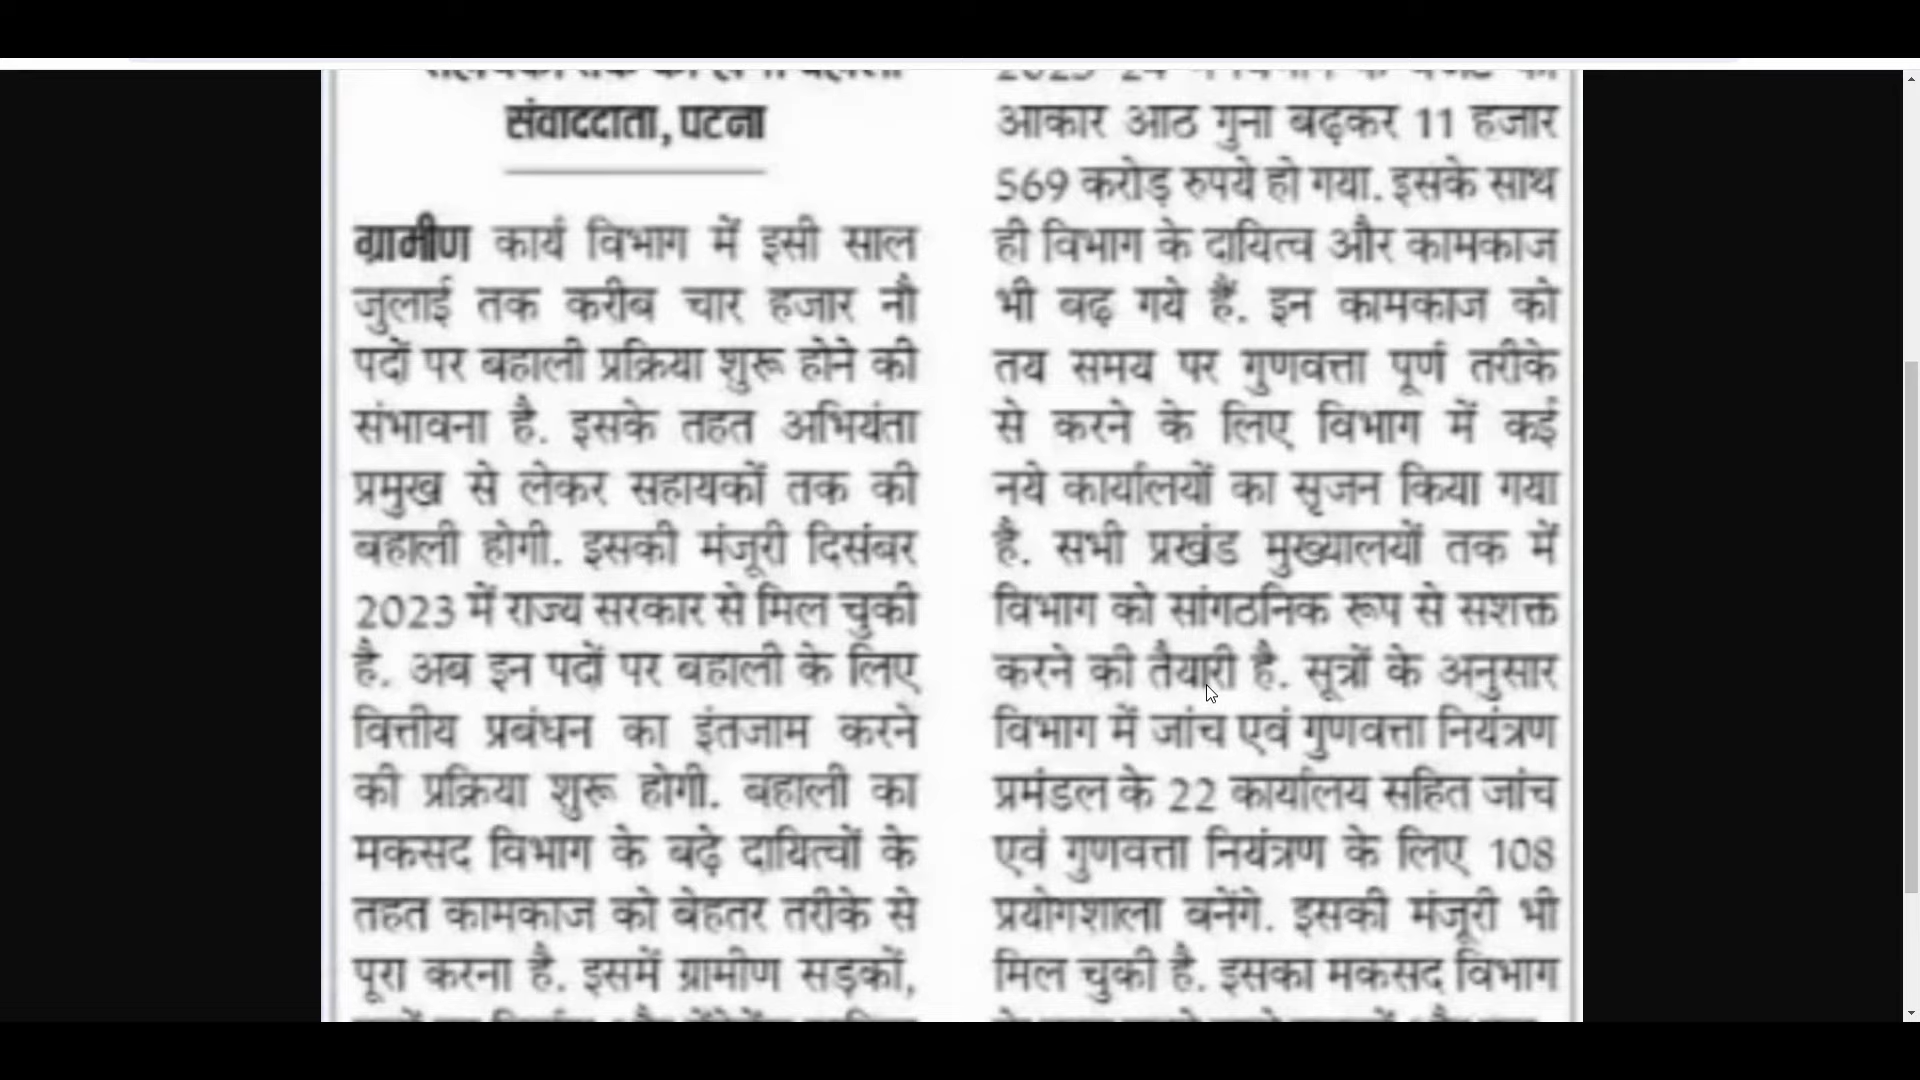 संवाददाता, पटना
ग्रामीण कार्य विभाग में इसी साल
जुलाई तक करीब चार हजार नौ
पदों पर बहाली प्रक्रिया शुरू होने की
संभावना है. इसके तहत अभियंता
प्रमुख से लेकर सहायकों तक की
बहाली होगी. इसकी मंजूरी दिसंबर
2023 में राज्य सरकार से मिल चुकी
है. अब इन पदों पर बहाली के लिए
वित्तीय प्रबंधन का इंतजाम करने
की प्रक्रिया शुरू होगी. बहाली का
मकसद विभाग के बढ़े दायित्वों के
तहत कामकाज को बेहतर तरीके से
पूरा करना है. इसमें ग्रामीण सड़कों,
आकार आठ गुना बढ़कर 11 हजार
569 करोड़ रुपये हो गया. इसके साथ
ही विभाग के दायित्व और कामकाज
भी बढ़ गये हैं. इन कामकाज को
तय समय पर गुणवत्ता पूर्ण तरीके
से करने के लिए विभाग में कई
नये कार्यालयों का सृजन किया गया
है. सभी प्रखंड मुख्यालयों तक में
विभाग को सांगठनिक रूप से सशक्त
करने की तैयारी है. सूत्रों के अनुसार
विभाग में जांच एवं गुणवत्ता नियंत्रण
प्रमंडल के 22 कार्यालय सहित जांच
एवं गुणवत्ता नियंत्रण के लिए 108
प्रयोगशाला बनेंगे. इसकी मंजूरी भी
मिल चुकी है. इसका मकसद विभाग